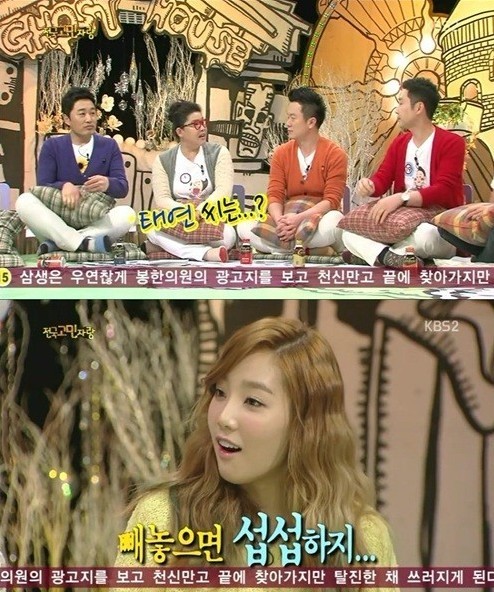 GHOST HOUSE
전국고민자랑
태연 씨는...?
15 삼생은 우연찮게 봉한의원의 광고지를 보고 천신만고 끝에 찾아가지만
전국고민자랑
KBS2
빼놓으면 섭섭하지...
의원의 광고지를 보고 천신만고 끝에 찾아가지만 탈진한 채 쓰러지게 된다